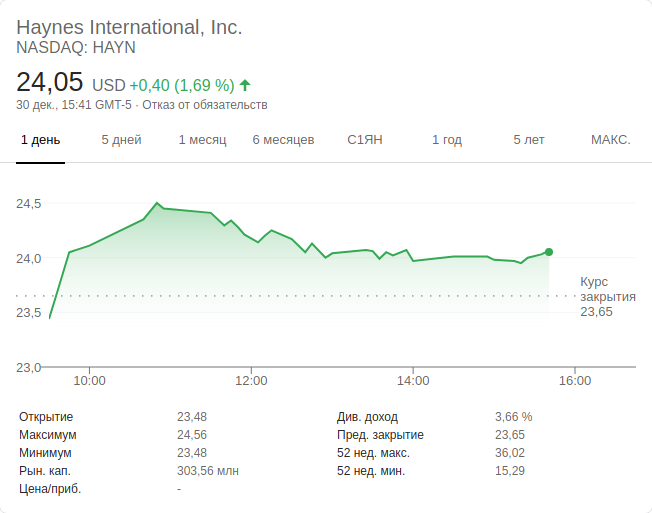 Haynes International, Inc.
NASDAQ: HAYN
24,05 USD +0,40 (1,69 %)
30 дек., 15:41 GMT-5 · Отказ от обязательств
1 день 5 дней 1 месяц 6 месяцев С1ЯН 1 год 5 лет МАКС.
24,5
24,0
Курс
закрытия
23,65
23,5
23,0
10:00 12:00 14:00 16:00
Открытие 23,48 Див. доход 3,66 %
Максимум 24,56 Пред. закрытие 23,65
Минимум 23,48 52 нед. макс. 36,02
Рын. кап. 303,56 млн 52 нед. мин. 15,29
Цена/приб. -